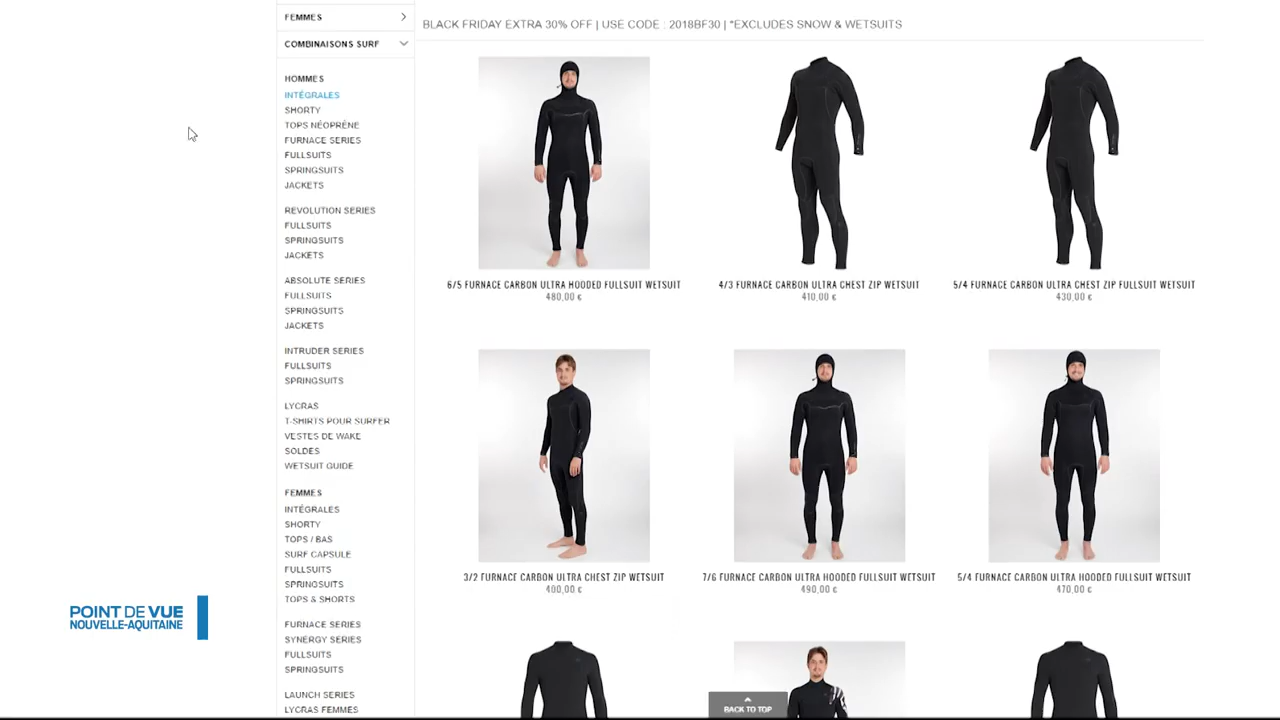 FEMMES
COMBINAISONS SURF
HOMMES
INTÉGRALES
SHORTY
TOPS NÉOPRÈNE
FURNACE SERIES
FULLSUITS
SPRINGSUITS
JACKETS
REVOLUTION SERIES
FULLSUITS
SPRINGSUITS
JACKETS
ABSOLUTE SERIES
FULLSUITS
SPRINGSUITS
JACKETS
INTRUDER SERIES
FULLSUITS
SPRINGSUITS
LYCRAS
T-SHIRTS POUR SURFER
VESTES DE WAKE
SOLDES
WETSUIT GUIDE
FEMMES
INTÉGRALES
SHORTY
TOPS / BAS
SURF CAPSULE
FULLSUITS
SPRINGSUITS
TOPS & SHORTS
FURNACE SERIES
SYNERGY SERIES
FULLSUITS
SPRINGSUITS
LAUNCH SERIES
LYCRAS FEMMES
BLACK FRIDAY EXTRA 30% OFF | USE CODE : 2018BF30 | *EXCLUDES SNOW & WETSUITS
6/5 FURNACE CARBON ULTRA HOODED FULLSUIT WETSUIT
480,00 €
4/3 FURNACE CARBON ULTRA CHEST ZIP WETSUIT
410,00 €
5/4 FURNACE CARBON ULTRA CHEST ZIP FULLSUIT WETSUIT
430,00 €
3/2 FURNACE CARBON ULTRA CHEST ZIP WETSUIT
400,00 €
7/6 FURNACE CARBON ULTRA HOODED FULLSUIT WETSUIT
490,00 €
5/4 FURNACE CARBON ULTRA HOODED FULLSUIT WETSUIT
470,00 €
BACK TO TOP
POINT DE VUE
NOUVELLE-AQUITAINE